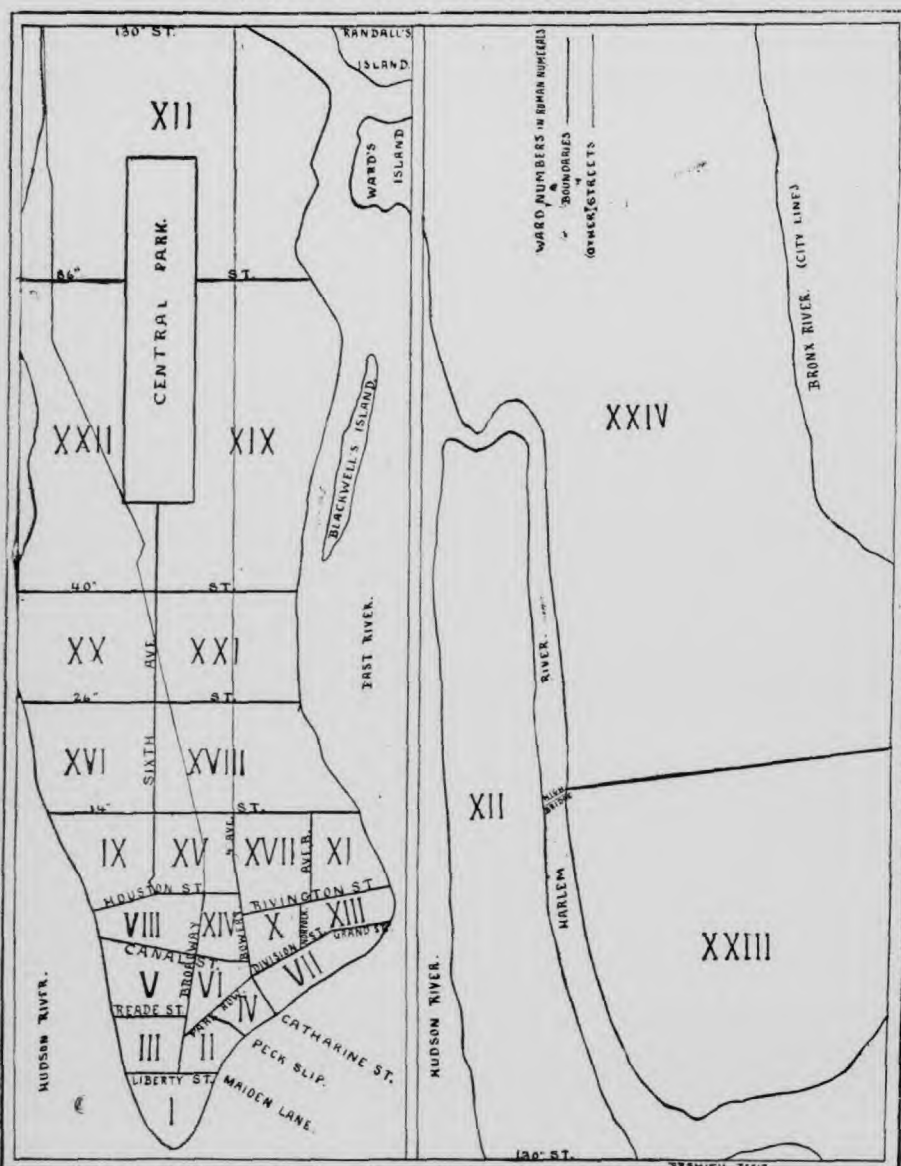 130" ST.
RANDALL'S
ISLAND.
XII
WARD'S
ISLAND
CENTRAL PARK.
86" ST.
XXII
XIX
BLACKWELL'S ISLAND
40" ST.
XX
SIXTH AVE
XXI
EAST RIVER.
26" ST.
XVI
XVIII
14" ST.
IX
XV
4 AVE.
XVII
AVE. B.
XI
HOUSTON ST.
RIVINGTON ST.
VIII
BROADWAY
XIV
BOWERY
X
NORFOLK
XIII
CANAL ST.
DIVISION ST.
GRAND ST.
V
VI
VII
READE ST.
PARK ROW.
IV
CATHARINE ST.
HUDSON RIVER.
III
II
PECK SLIP.
LIBERTY ST.
MAIDEN LANE.
I
WARD NUMBERS IN ROMAN NUMERALS
" BOUNDARIES
(OTHER) STREETS
BRONX RIVER. (CITY LINE)
XXIV
HARLEM RIVER.
HIGH
BRIDGE
XII
XXIII
HUDSON RIVER.
130" ST.